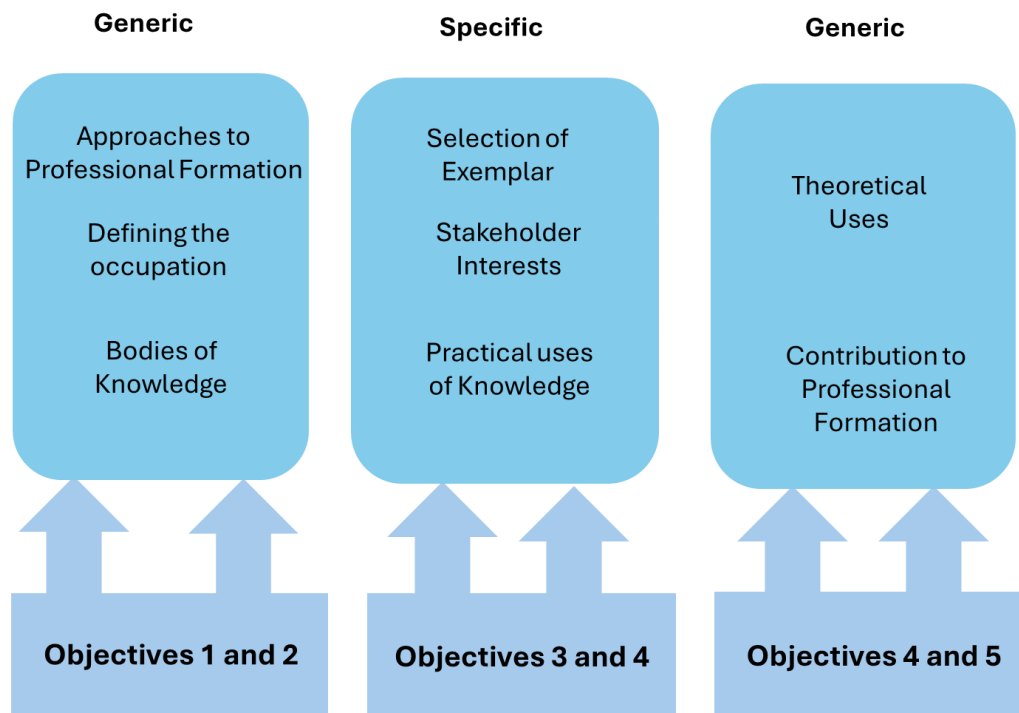 Generic
Approaches to
Professional Formation
Defining the
occupation
Bodies of
Knowledge
Objectives 1 and 2
Specific
Selection of
Exemplar
Stakeholder
Interests
Practical uses
of Knowledge
Objectives 3 and 4
Generic
Theoretical
Uses
Contribution to
Professional
Formation
Objectives 4 and 5